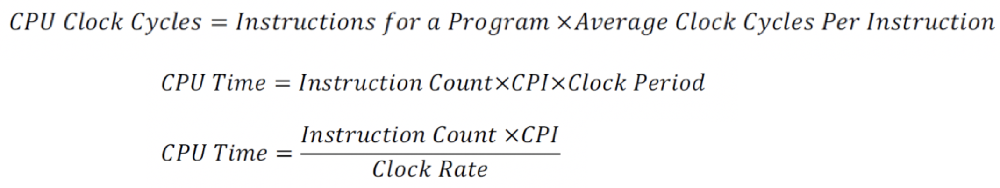 CPU Clock Cycles = Instructions for a Program ×Average Clock Cycles Per Instruction
CPU Time = Instruction Count×CPI×Clock Period
CPU Time = Instruction Count ×CPI
Clock Rate